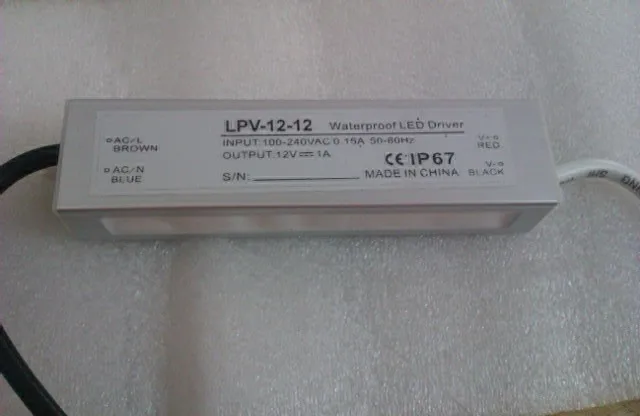 LPV-12-12 Waterproof LED Driver
AC/L
BROWN
INPUT:100-240VAC 0.15A 50-60Hz
V+
RED
OUTPUT:12V 1A
AC/N
BLUE
CE IP67
V-
BLACK
S/N:
MADE IN CHINA